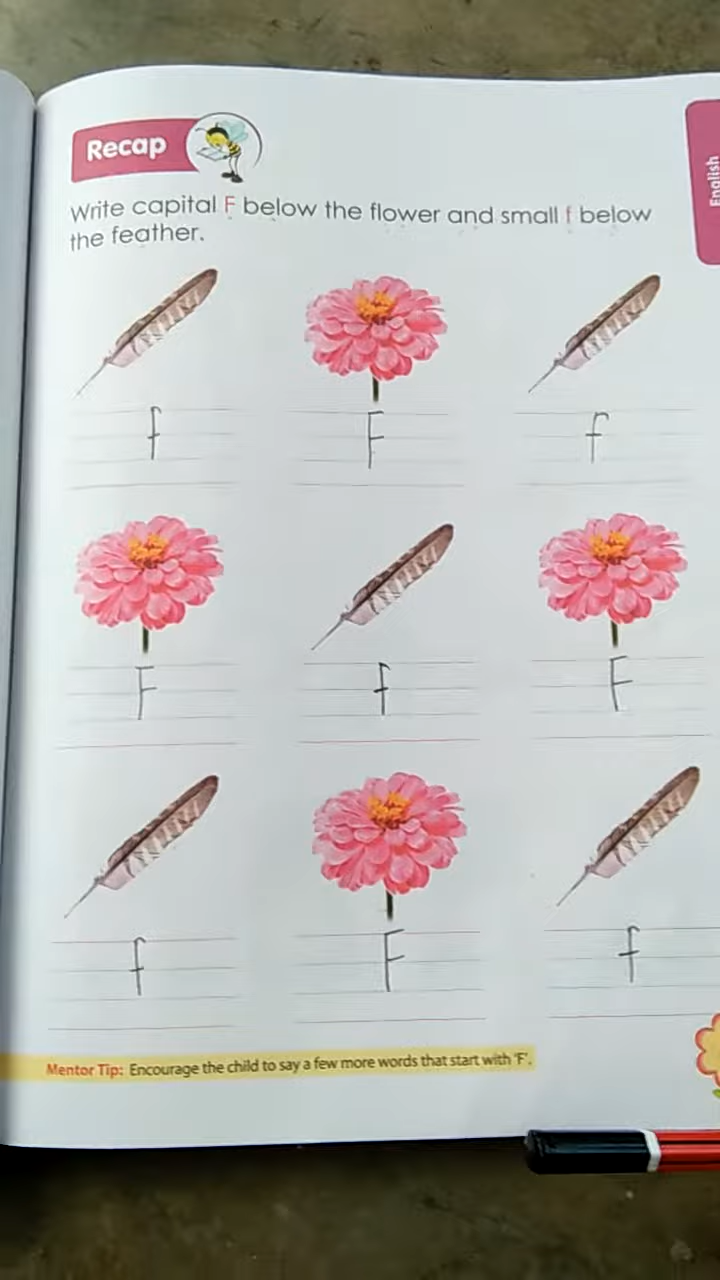 Recap
English
Write capital F below the flower and small f below
the feather.
f F f
F f F
f F f
Mentor Tip: Encourage the child to say a few more words that start with 'F'.